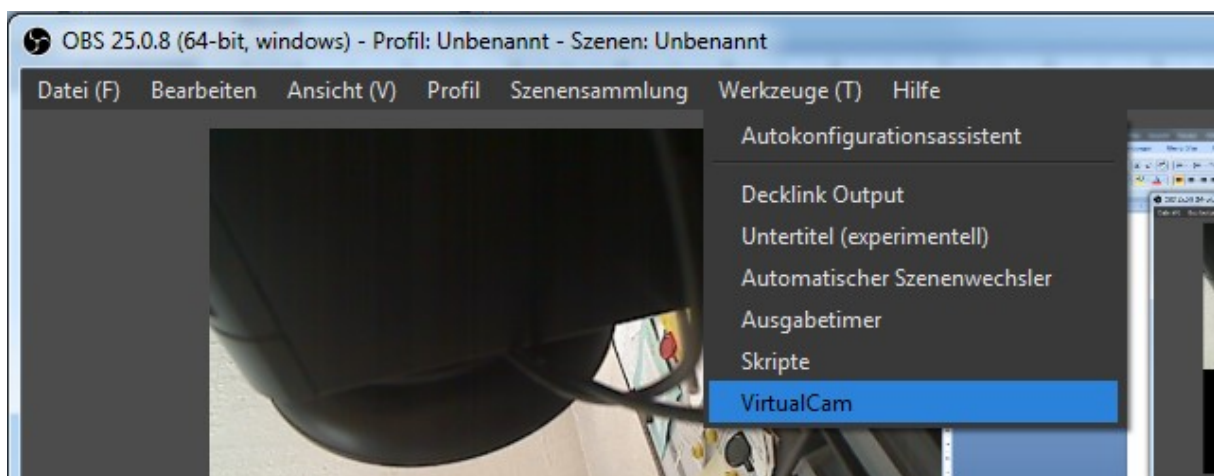 OBS 25.0.8 (64-bit, windows) - Profil: Unbenannt - Szenen: Unbenannt
Datei (F) Bearbeiten Ansicht (V) Profil Szenensammlung Werkzeuge (T) Hilfe
Autokonfigurationsassistent
Decklink Output
Untertitel (experimentell)
Automatischer Szenenwechsler
Ausgabetimer
Skripte
VirtualCam